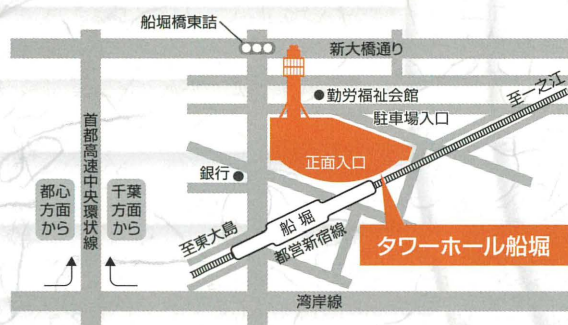 船堀橋東詰
新大橋通り
勤労福祉会館
至一之江
駐車場入口
首都高速中央環状線
銀行
正面入口
都心
方面
から
千葉
方面
から
船堀
都営新宿線
至東大島
タワーホール船堀
湾岸線